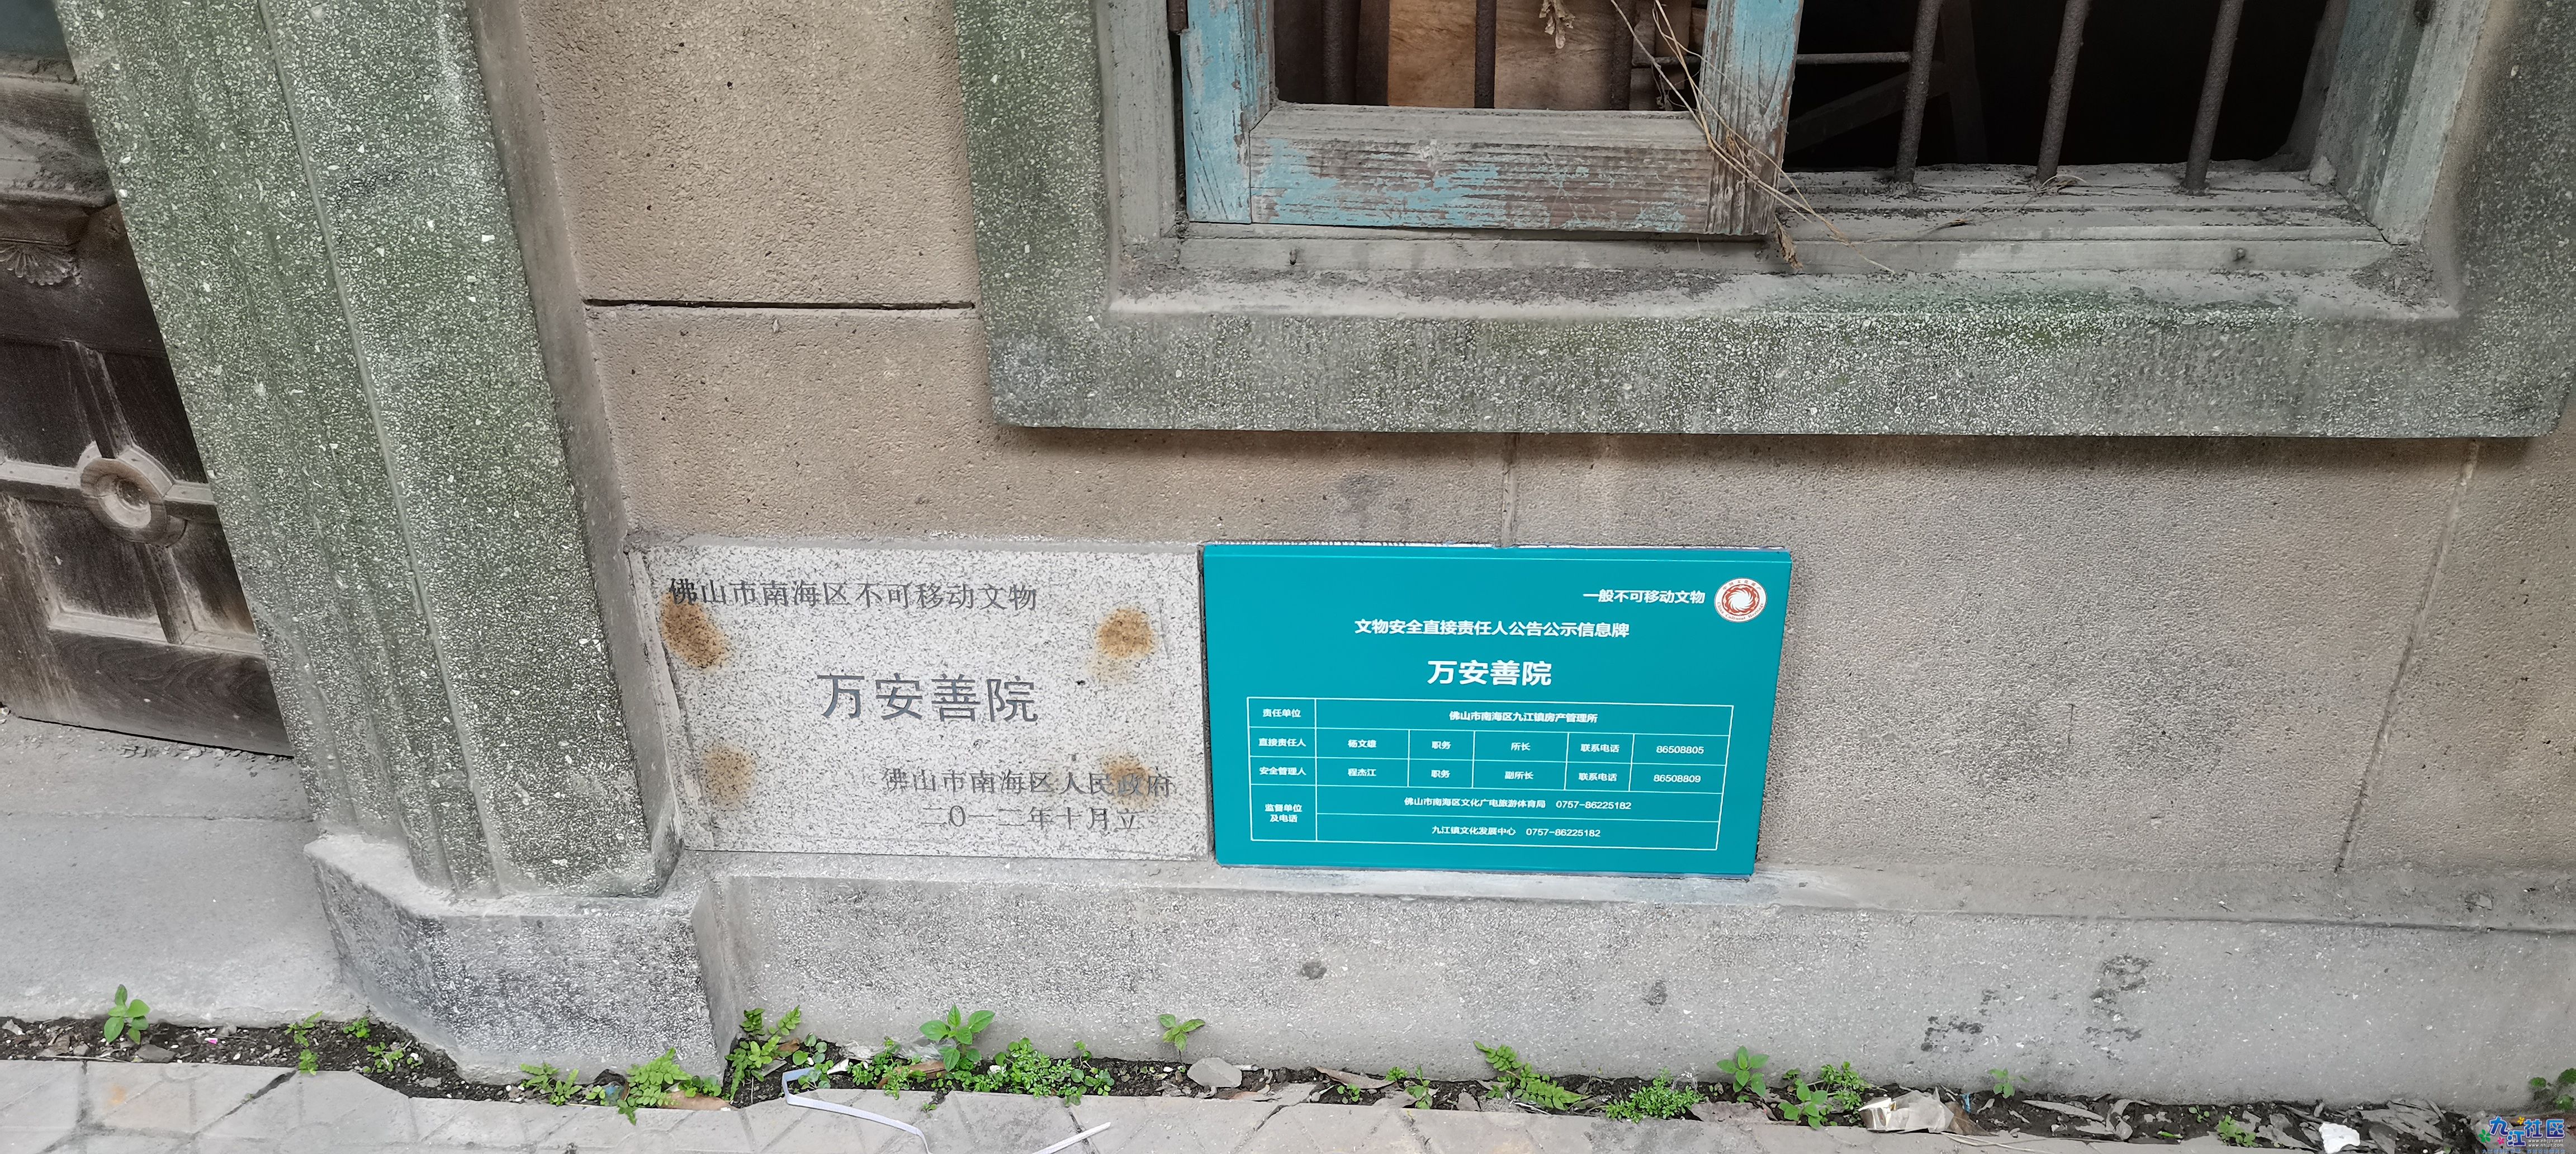 佛山市南海区不可移动文物
万安善院
佛山市南海区人民政府
二〇一二年十月立
一般不可移动文物
文物安全直接责任人公告公示信息牌
万安善院
责任单位 佛山市南海区九江镇房产管理所
直接责任人 杨文雄 职务 所长 联系电话 86508805
安全管理人 程杰江 职务 副所长 联系电话 86508809
监督单位及电话 佛山市南海区文化广电旅游体育局 0757-86225182
九江镇文化发展中心 0757-86225182
九江社区